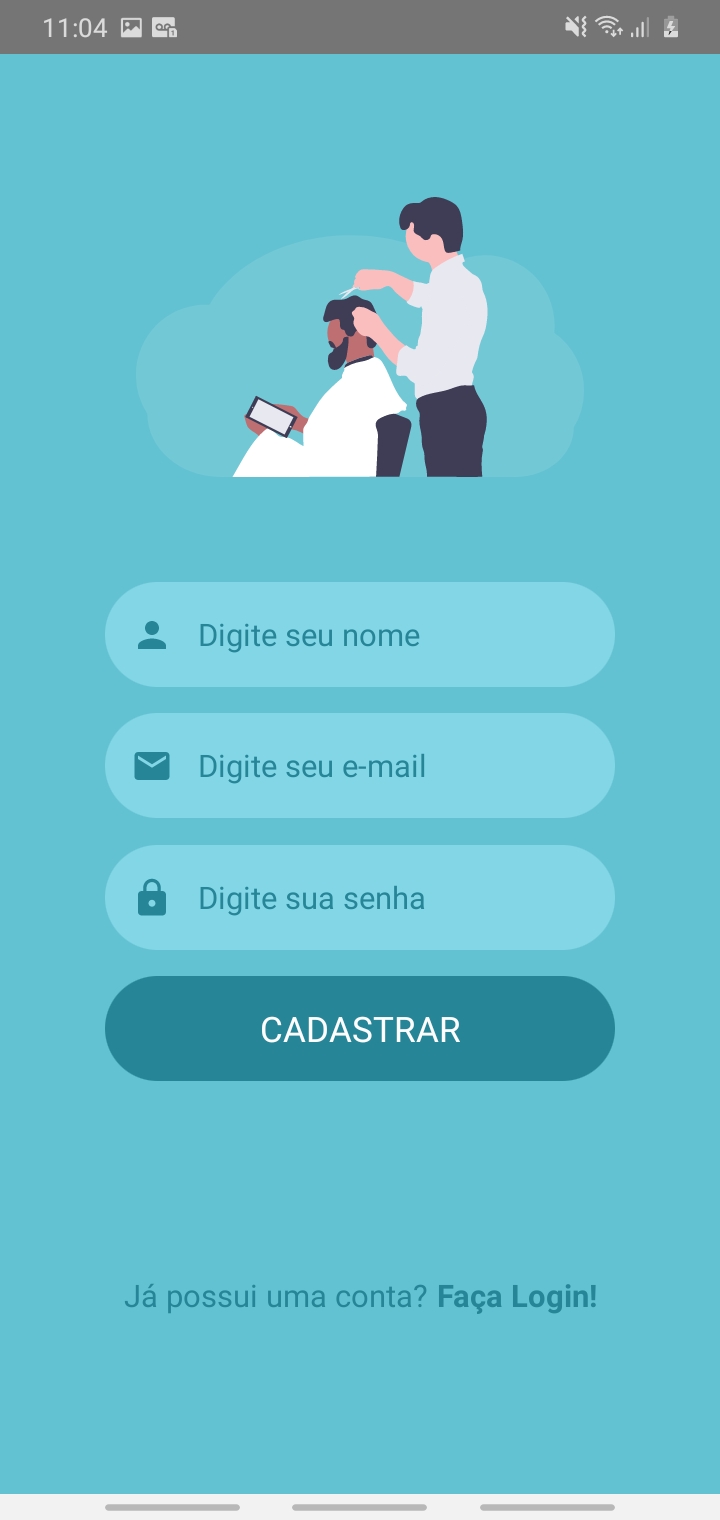 11:04
Digite seu nome
Digite seu e-mail
Digite sua senha
CADASTRAR
Já possui uma conta? Faça Login!